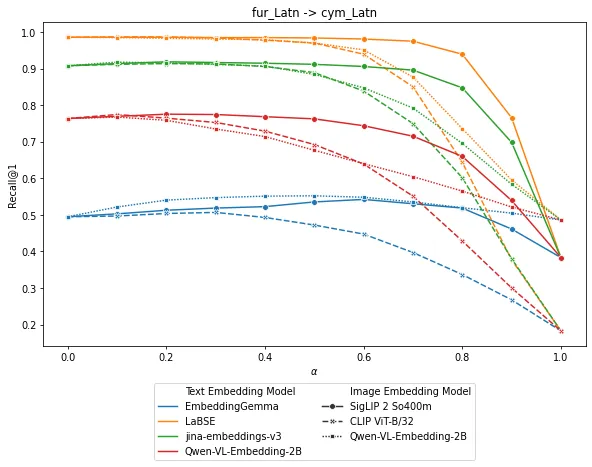 fur_Latn -> cym_Latn
Recall@1
1.0
0.9
0.8
0.7
0.6
0.5
0.4
0.3
0.2
0.0 0.2 0.4 0.6 0.8 1.0
α
Text Embedding Model
EmbeddingGemma
LaBSE
jina-embeddings-v3
Qwen-VL-Embedding-2B
Image Embedding Model
SigLIP 2 So400m
CLIP ViT-B/32
Qwen-VL-Embedding-2B